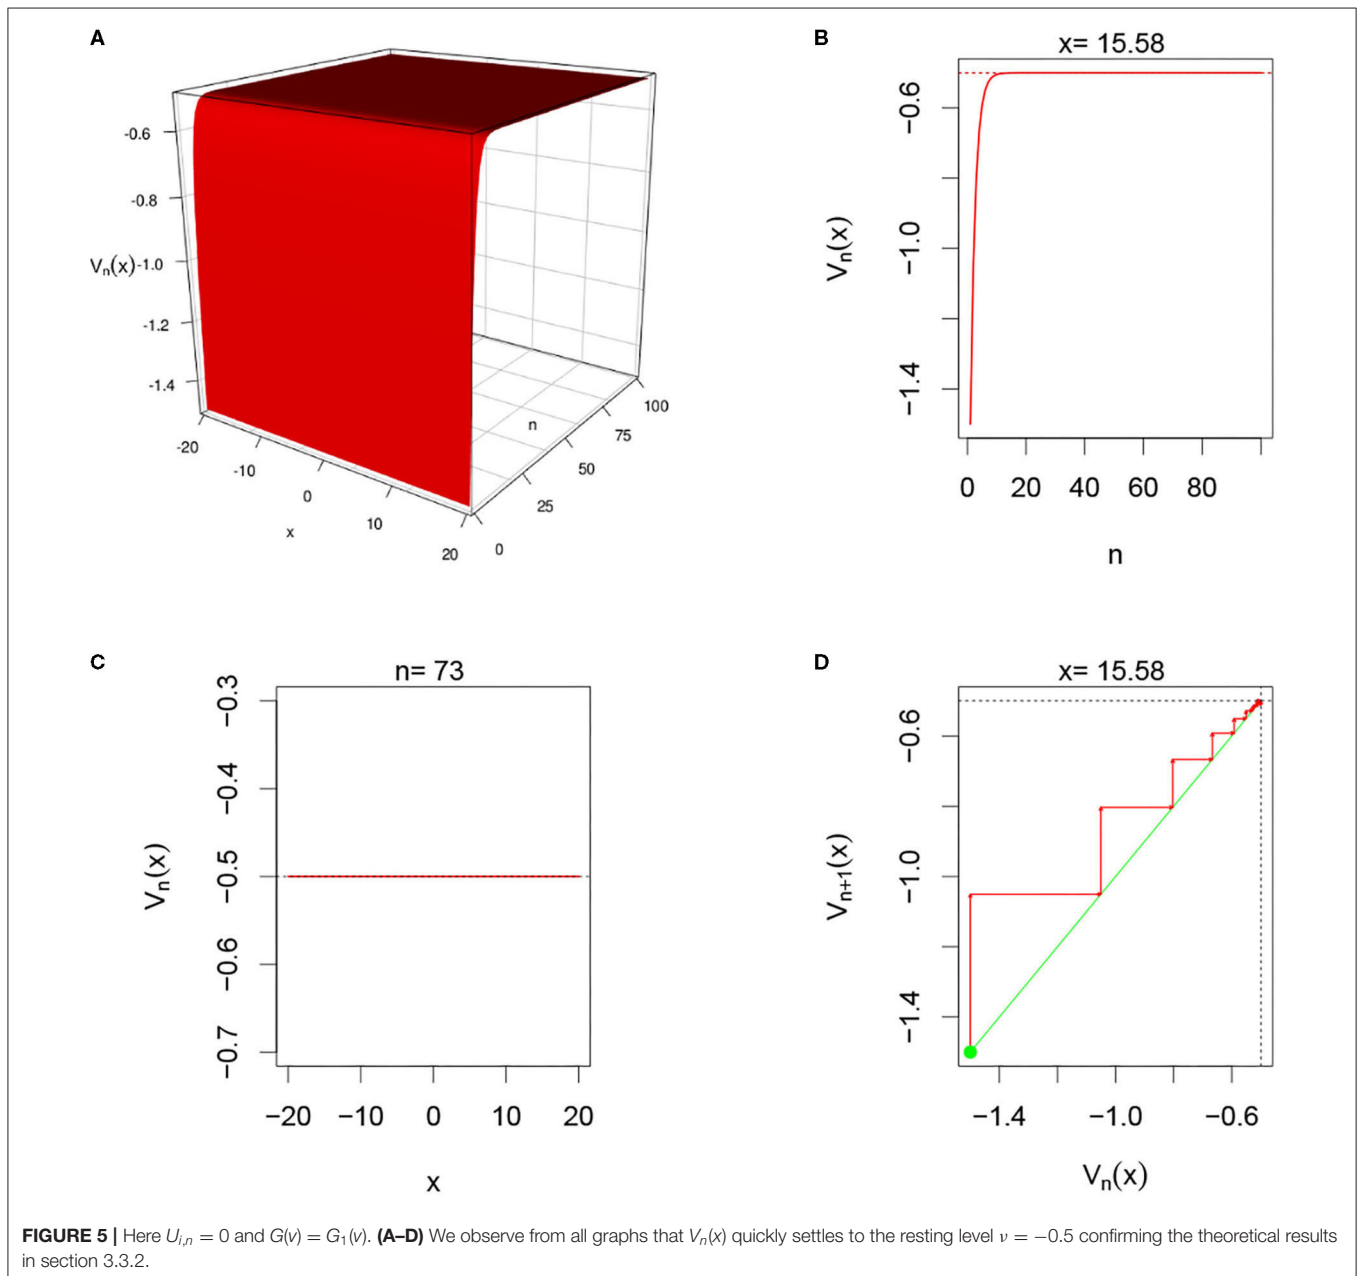 A
-0.6
-0.8
Vn(x) -1.0
-1.2
-1.4
-20
-10
0
10
20
x
0
25
50
75
100
n
B
x= 15.58
−0.6
−1.0
−1.4
Vn(x)
0 20 40 60 80
n
C
n= 73
−0.3
−0.4
−0.5
−0.6
−0.7
Vn(x)
−20 −10 0 10 20
x
D
x= 15.58
−0.6
−1.0
−1.4
Vn+1(x)
−1.4 −1.0 −0.6
Vn(x)
FIGURE 5 | Here Ui,n = 0 and G(v) = G1(v). (A–D) We observe from all graphs that Vn(x) quickly settles to the resting level ν = −0.5 confirming the theoretical results
in section 3.3.2.